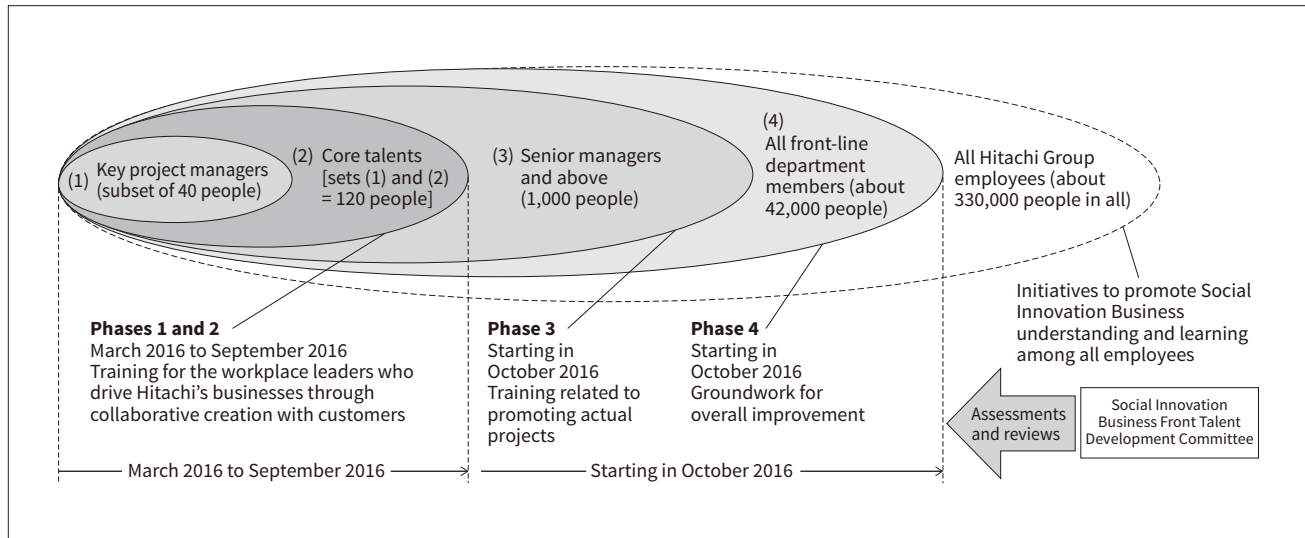 (1)
Key project managers
(subset of 40 people)
(2) Core talents
[sets (1) and (2)
= 120 people]
(3) Senior managers
and above
(1,000 people)
(4)
All front-line
department
members (about
42,000 people)
All Hitachi Group
employees (about
330,000 people in all)
Phases 1 and 2
March 2016 to September 2016
Training for the workplace leaders who
drive Hitachi’s businesses through
collaborative creation with customers
Phase 3
Starting in
October 2016
Training related to
promoting actual
projects
Phase 4
Starting in
October 2016
Groundwork for
overall improvement
Initiatives to promote Social
Innovation Business
understanding and learning
among all employees
Assessments
and reviews
Social Innovation
Business Front Talent
Development Committee
March 2016 to September 2016
Starting in October 2016